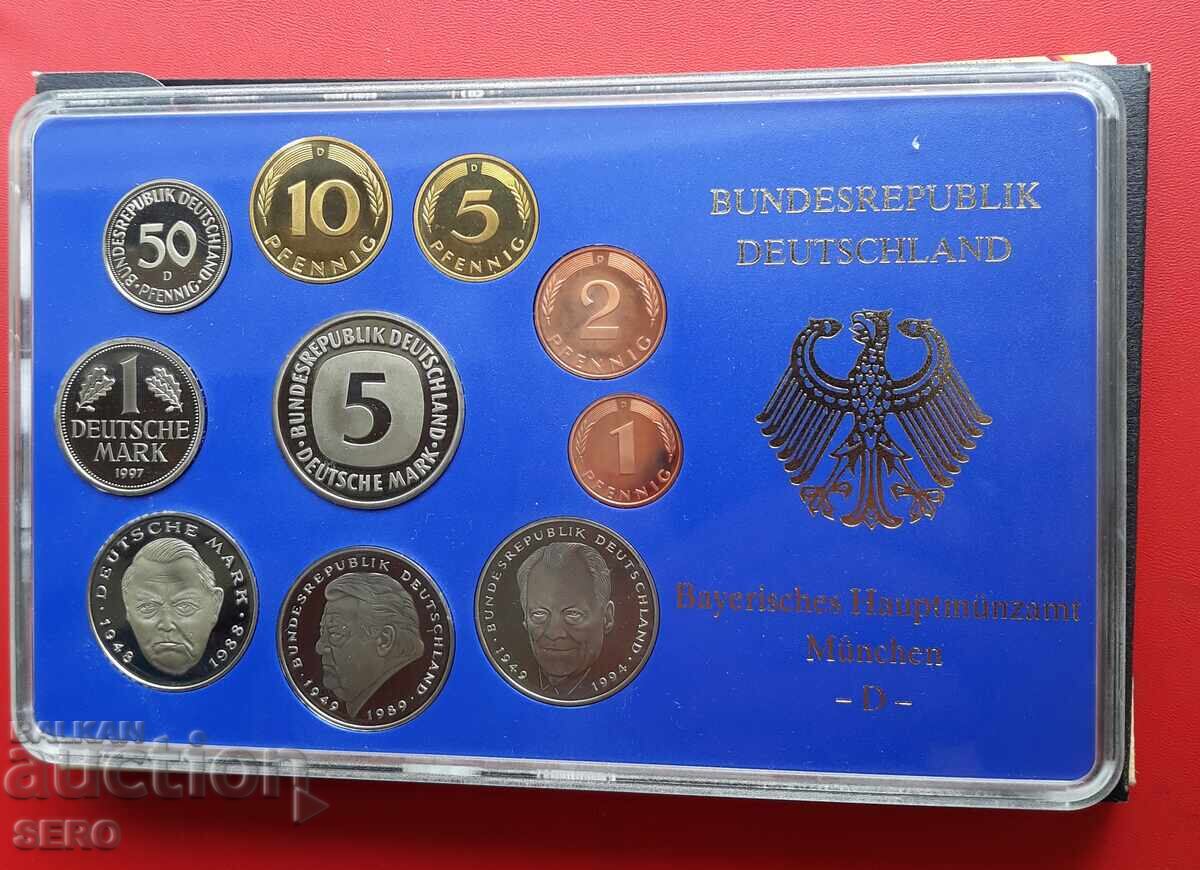 BUNDESREPUBLIK
DEUTSCHLAND
Bayerisches Hauptmünzamt
München
- D -
BUNDESREPUBLIK DEUTSCHLAND
50
D
· PFENNIG ·
D
10
PFENNIG
D
5
PFENNIG
D
2
PFENNIG
D
1
PFENNIG
1
DEUTSCHE
MARK
1997
· BUNDESREPUBLIK DEUTSCHLAND ·
5
DEUTSCHE MARK
· DEUTSCHE MARK ·
1948 1988
BUNDESREPUBLIK DEUTSCHLAND
· 1949 · 1989 ·
BUNDESREPUBLIK DEUTSCHLAND
· 1949 1994 ·
BALKAN
auction
SERO